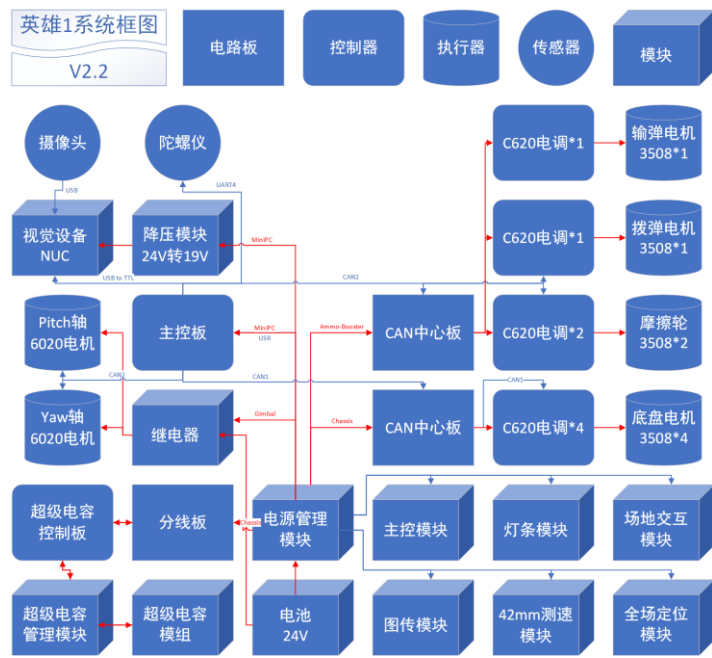 英雄1系统框图
V2.2
电路板
控制器
执行器
传感器
模块
摄像头
陀螺仪
C620电调*1
输弹电机
3508*1
USB
UART4
视觉设备
NUC
降压模块
24V转19V
MiniPC
C620电调*1
拨弹电机
3508*1
USB to TTL
CAN2
Pitch轴
6020电机
主控板
MiniPC
USR
Ammo-Booster
CAN中心板
C620电调*2
摩擦轮
3508*2
CAN2
CAN1
CAN1
Yaw轴
6020电机
继电器
Gimbal
Chassis
CAN中心板
C620电调*4
底盘电机
3508*4
超级电容
控制板
分线板
Chassis
电源管理
模块
主控模块
灯条模块
场地交互
模块
超级电容
管理模块
超级电容
模组
电池
24V
图传模块
42mm测速
模块
全场定位
模块